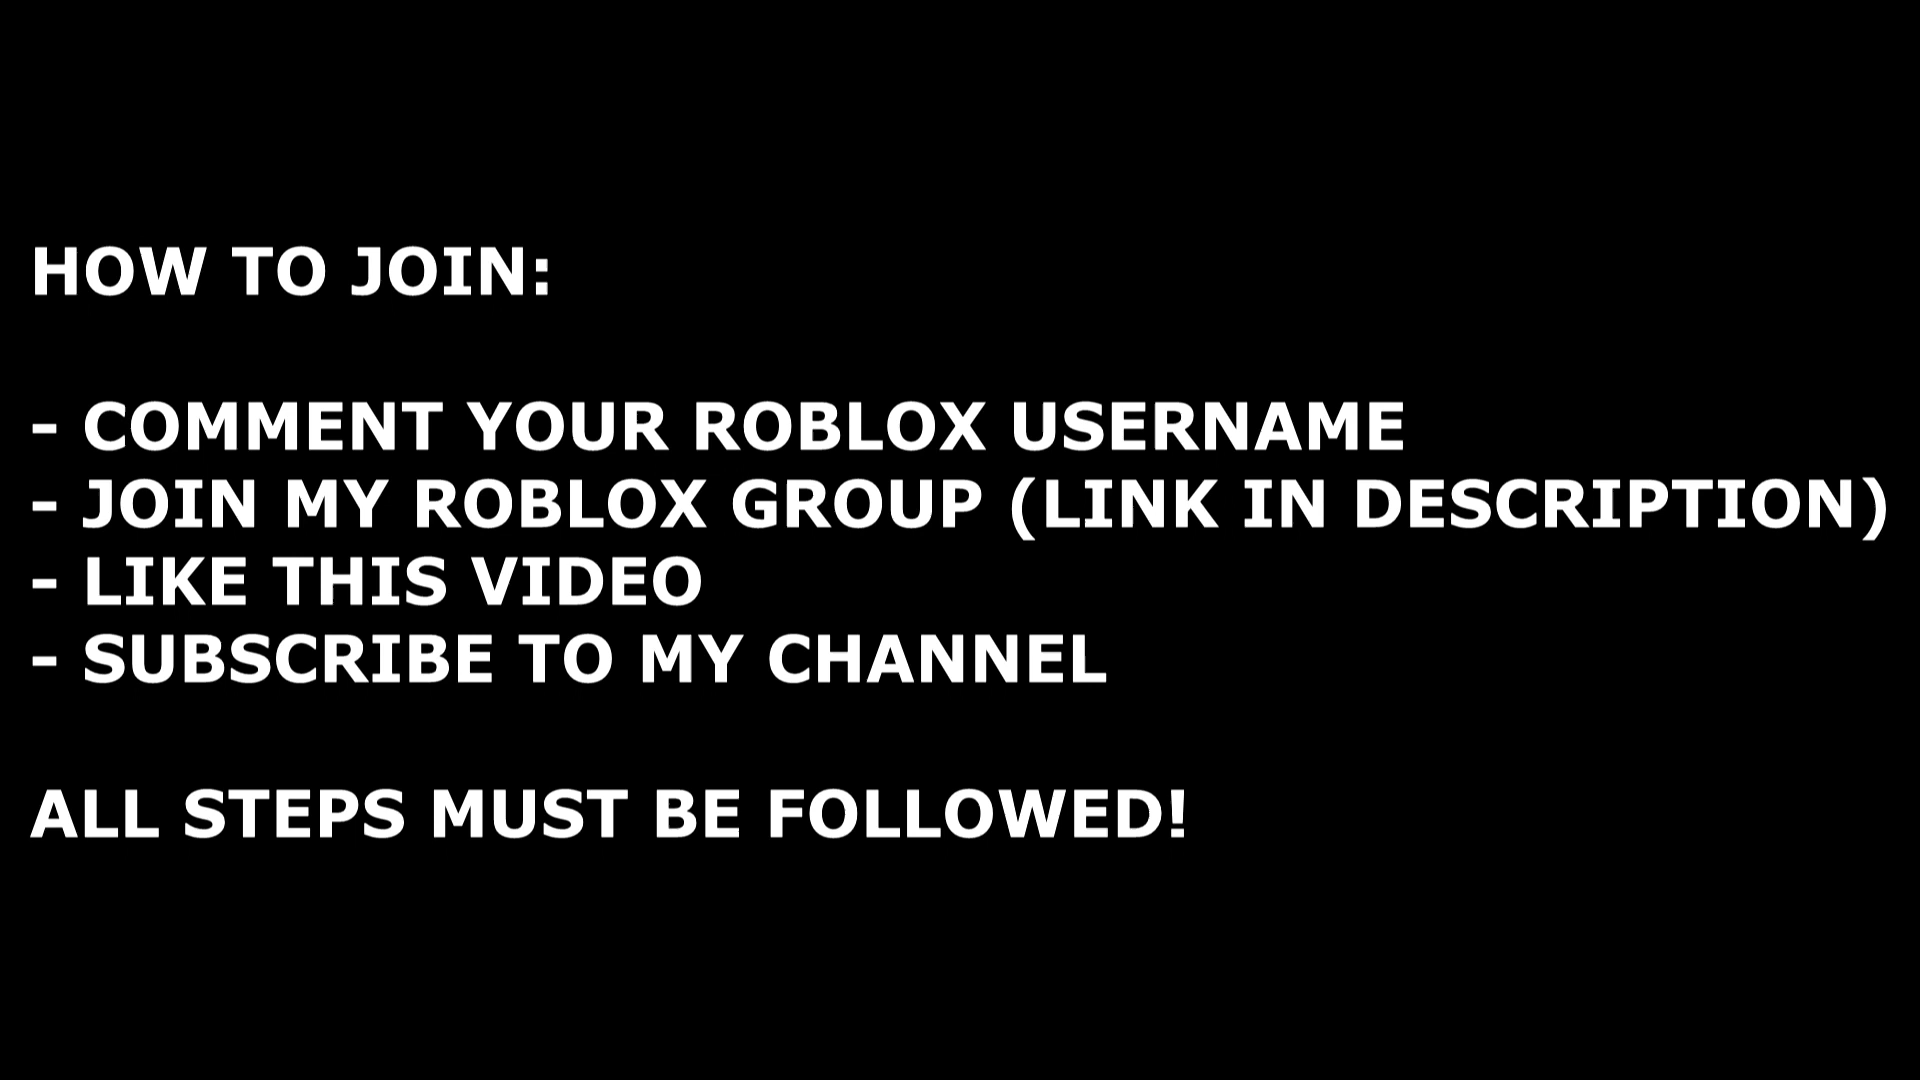 HOW TO JOIN:
- COMMENT YOUR ROBLOX USERNAME
- JOIN MY ROBLOX GROUP (LINK IN DESCRIPTION)
- LIKE THIS VIDEO
- SUBSCRIBE TO MY CHANNEL
ALL STEPS MUST BE FOLLOWED!